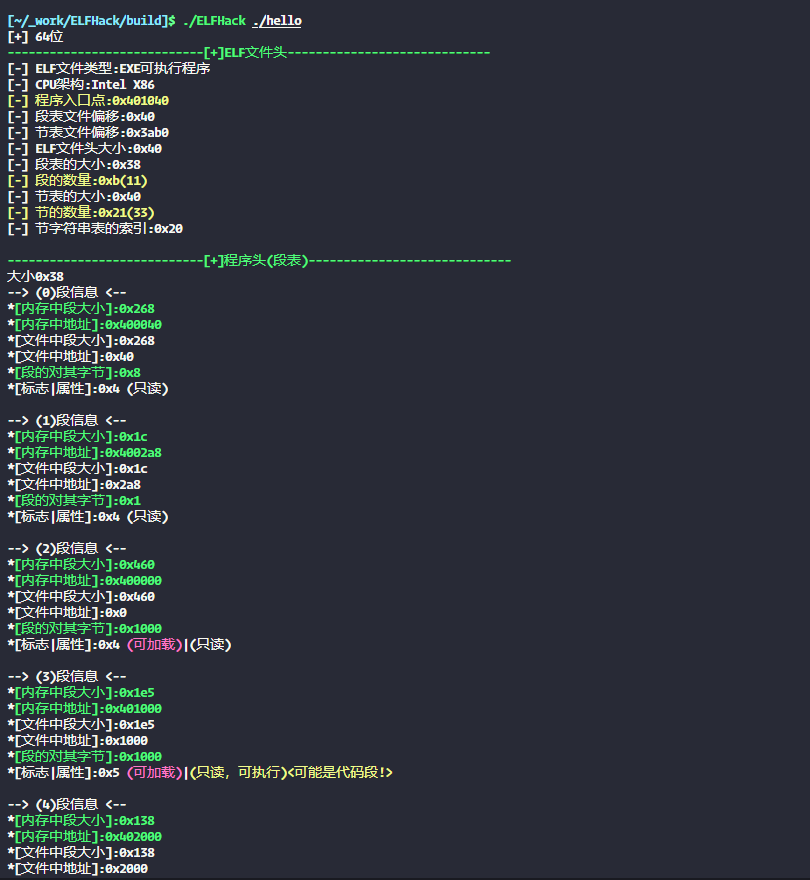 [~/_work/ELFHack/build]$ ./ELFHack ./hello
[+] 64位
----------------------------[+]ELF文件头-----------------------------
[-] ELF文件类型:EXE可执行程序
[-] CPU架构:Intel X86
[-] 程序入口点:0x401040
[-] 段表文件偏移:0x40
[-] 节表文件偏移:0x3ab0
[-] ELF文件头大小:0x40
[-] 段表的大小:0x38
[-] 段的数量:0xb(11)
[-] 节表的大小:0x40
[-] 节的数量:0x21(33)
[-] 节字符串表的索引:0x20
----------------------------[+]程序头(段表)-----------------------------
大小0x38
--> (0)段信息 <--
*[内存中段大小]:0x268
*[内存中地址]:0x400040
*[文件中段大小]:0x268
*[文件中地址]:0x40
*[段的对其字节]:0x8
*[标志|属性]:0x4 (只读)
--> (1)段信息 <--
*[内存中段大小]:0x1c
*[内存中地址]:0x4002a8
*[文件中段大小]:0x1c
*[文件中地址]:0x2a8
*[段的对其字节]:0x1
*[标志|属性]:0x4 (只读)
--> (2)段信息 <--
*[内存中段大小]:0x460
*[内存中地址]:0x400000
*[文件中段大小]:0x460
*[文件中地址]:0x0
*[段的对其字节]:0x1000
*[标志|属性]:0x4 (可加载)|(只读)
--> (3)段信息 <--
*[内存中段大小]:0x1e5
*[内存中地址]:0x401000
*[文件中段大小]:0x1e5
*[文件中地址]:0x1000
*[段的对其字节]:0x1000
*[标志|属性]:0x5 (可加载)|(只读，可执行)<可能是代码段!>
--> (4)段信息 <--
*[内存中段大小]:0x138
*[内存中地址]:0x402000
*[文件中段大小]:0x138
*[文件中地址]:0x2000